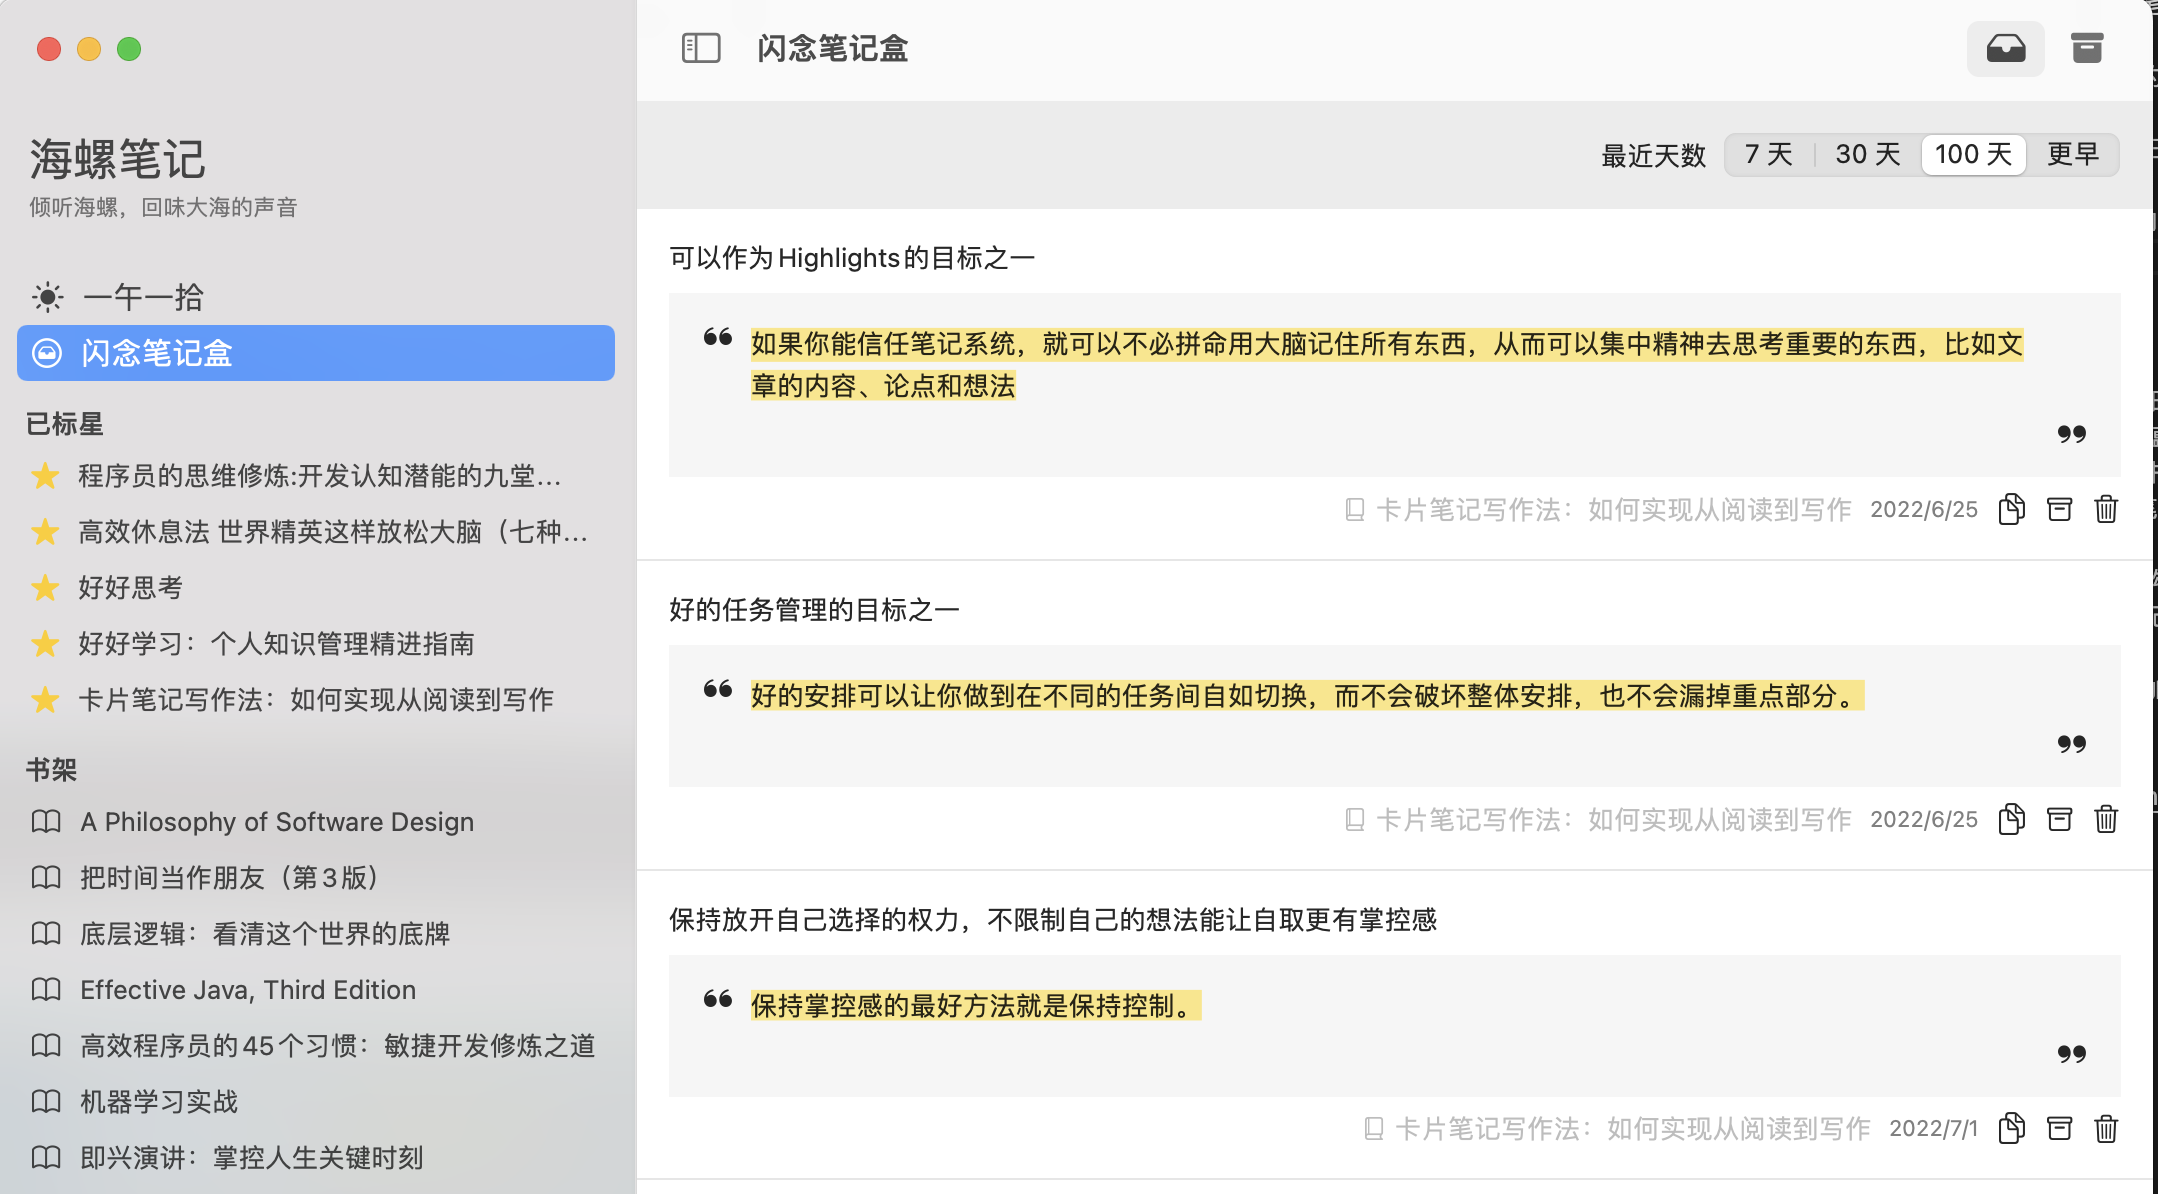 海螺笔记
倾听海螺，回味大海的声音
一午一拾
闪念笔记盒
已标星
程序员的思维修炼:开发认知潜能的九堂...
高效休息法 世界精英这样放松大脑（七种...
好好思考
好好学习：个人知识管理精进指南
卡片笔记写作法：如何实现从阅读到写作
书架
A Philosophy of Software Design
把时间当作朋友（第3版）
底层逻辑：看清这个世界的底牌
Effective Java, Third Edition
高效程序员的45个习惯：敏捷开发修炼之道
机器学习实战
即兴演讲：掌控人生关键时刻
闪念笔记盒
最近天数 7 天 30 天 100 天 更早
可以作为Highlights的目标之一
“ 如果你能信任笔记系统，就可以不必拼命用大脑记住所有东西，从而可以集中精神去思考重要的东西，比如文
章的内容、论点和想法
”
卡片笔记写作法：如何实现从阅读到写作 2022/6/25
好的任务管理的目标之一
“ 好的安排可以让你做到在不同的任务间自如切换，而不会破坏整体安排，也不会漏掉重点部分。
”
卡片笔记写作法：如何实现从阅读到写作 2022/6/25
保持放开自己选择的权力，不限制自己的想法能让自取更有掌控感
“ 保持掌控感的最好方法就是保持控制。
”
卡片笔记写作法：如何实现从阅读到写作 2022/7/1